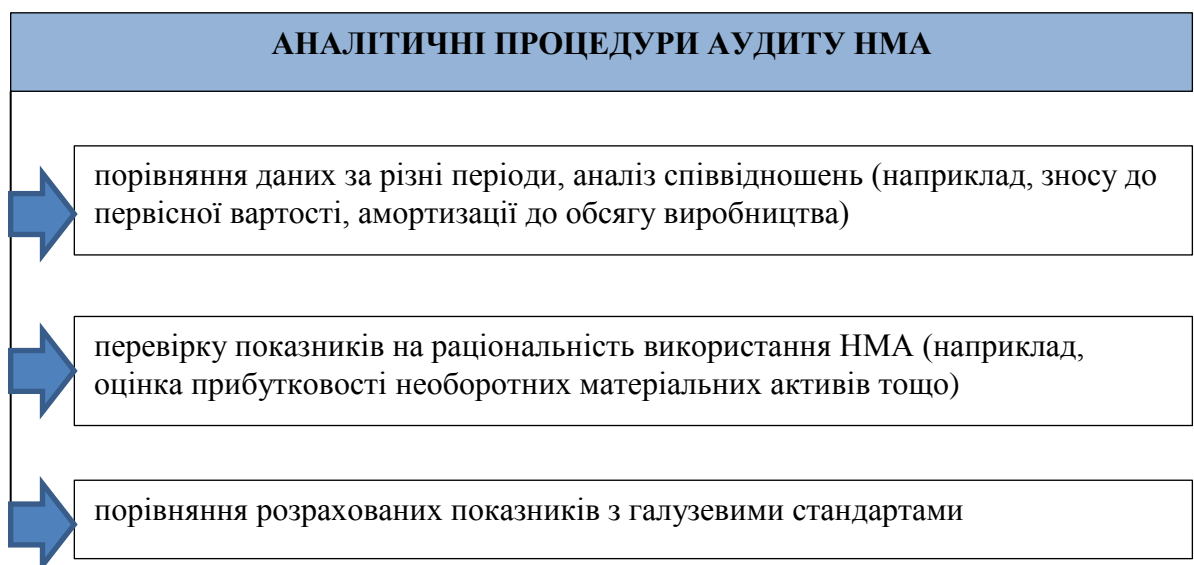 АНАЛІТИЧНІ ПРОЦЕДУРИ АУДИТУ НМА
порівняння даних за різні періоди, аналіз співвідношень (наприклад, зносу до
первісної вартості, амортизації до обсягу виробництва)
перевірку показників на раціональність використання НМА (наприклад,
оцінка прибутковості необоротних матеріальних активів тощо)
порівняння розрахованих показників з галузевими стандартами